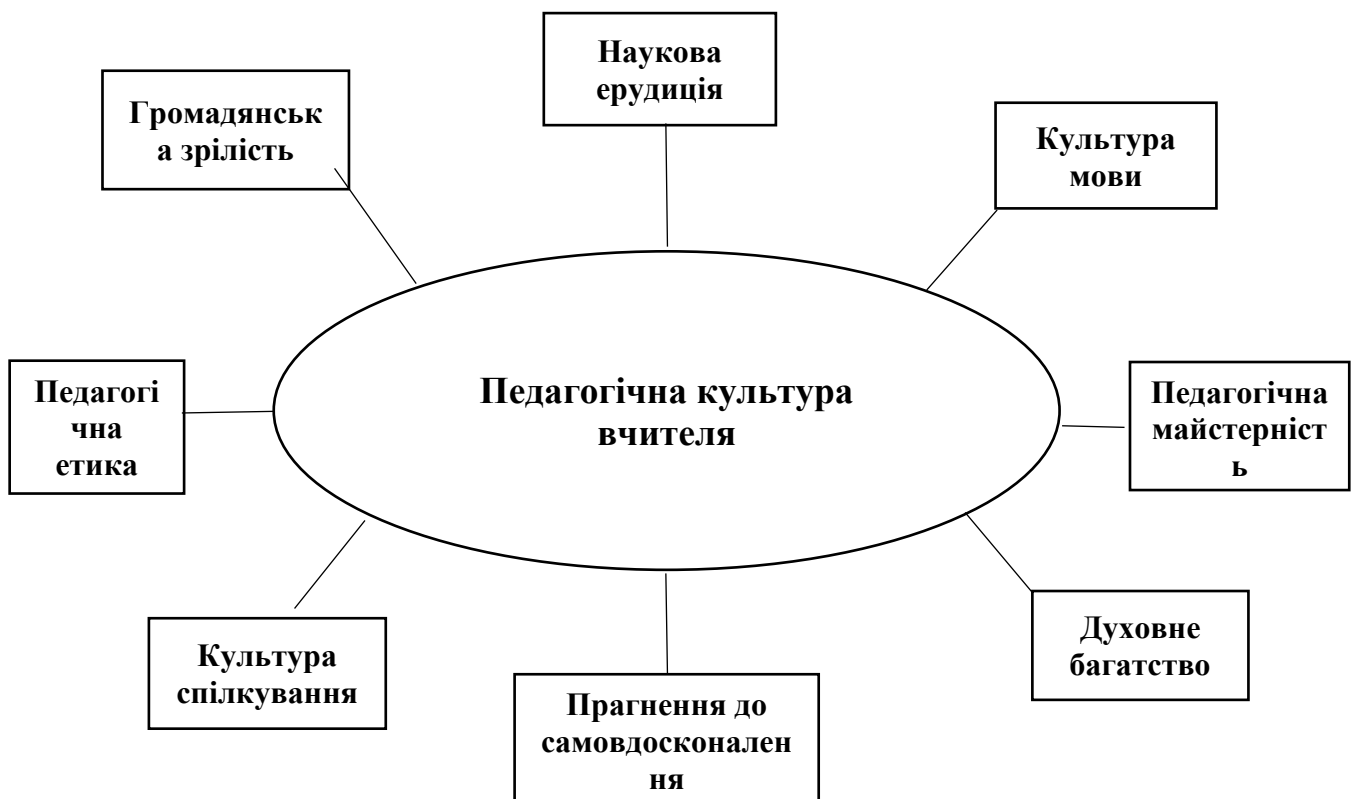 Наукова
ерудиція
Громадянськ
а зрілість
Культура
мови
Педагогі
чна
етика
Педагогічна культура
вчителя
Педагогічна
майстерніст
ь
Культура
спілкування
Духовне
багатство
Прагнення до
самовдосконален
ня